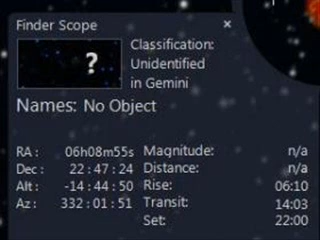 Finder Scope ×
?
Classification:
Unidentified
in Gemini
Names: No Object
RA : 06h08m55s Magnitude: n/a
Dec : 22 : 47 : 24 Distance: n/a
Alt : -14 : 44 : 50 Rise: 06:10
Az : 332 : 01 : 51 Transit: 14:03
Set: 22:00